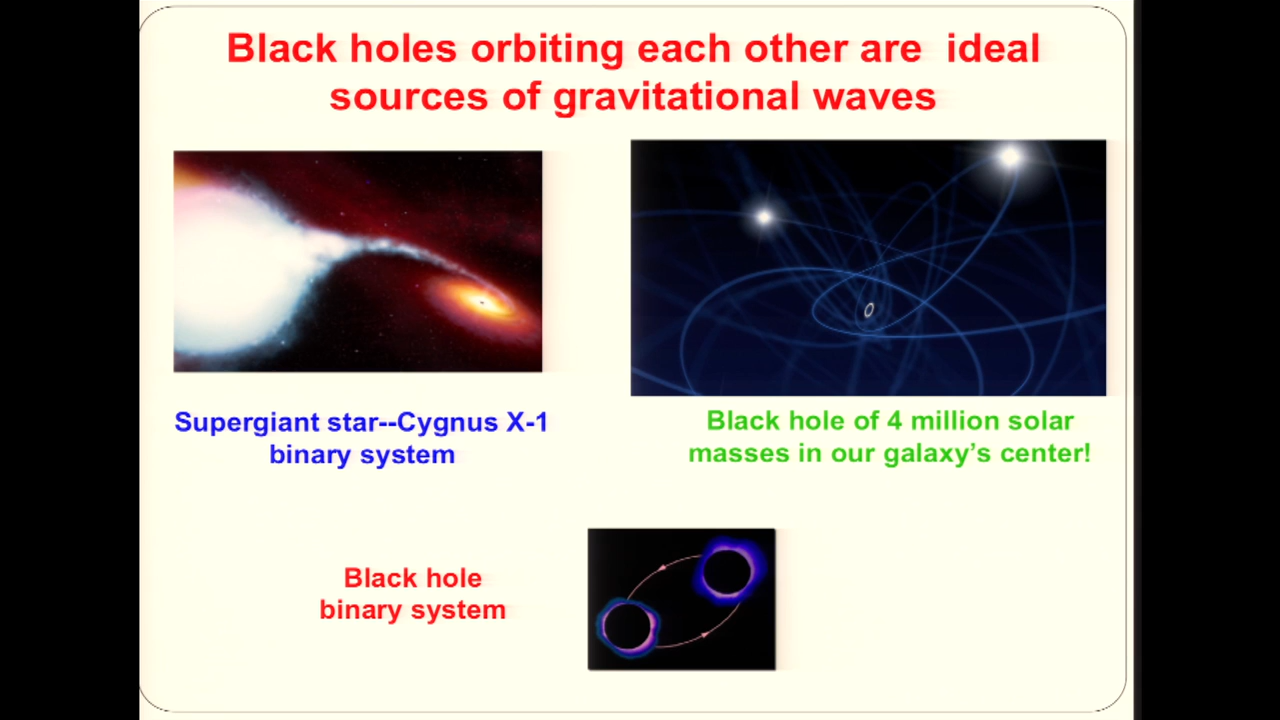 Black holes orbiting each other are  ideal
sources of gravitational waves
Supergiant star--Cygnus X-1
binary system
Black hole of 4 million solar
masses in our galaxy’s center!
Black hole
binary system